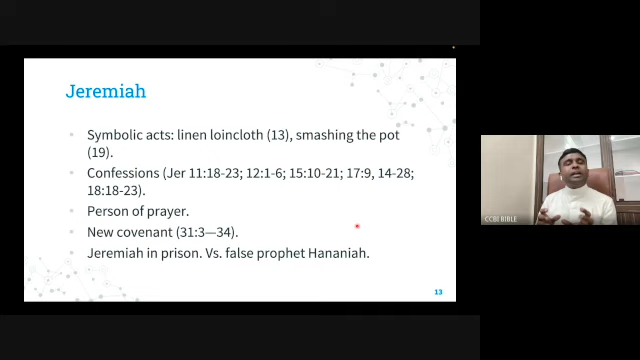 Jeremiah
Symbolic acts: linen loincloth (13), smashing the pot
(19).
Confessions (Jer 11:18-23; 12:1-6; 15:10-21; 17:9, 14-28;
18:18-23).
Person of prayer.
New covenant (31:3—34).
Jeremiah in prison. Vs. false prophet Hananiah.
13
CCBI BIBLE